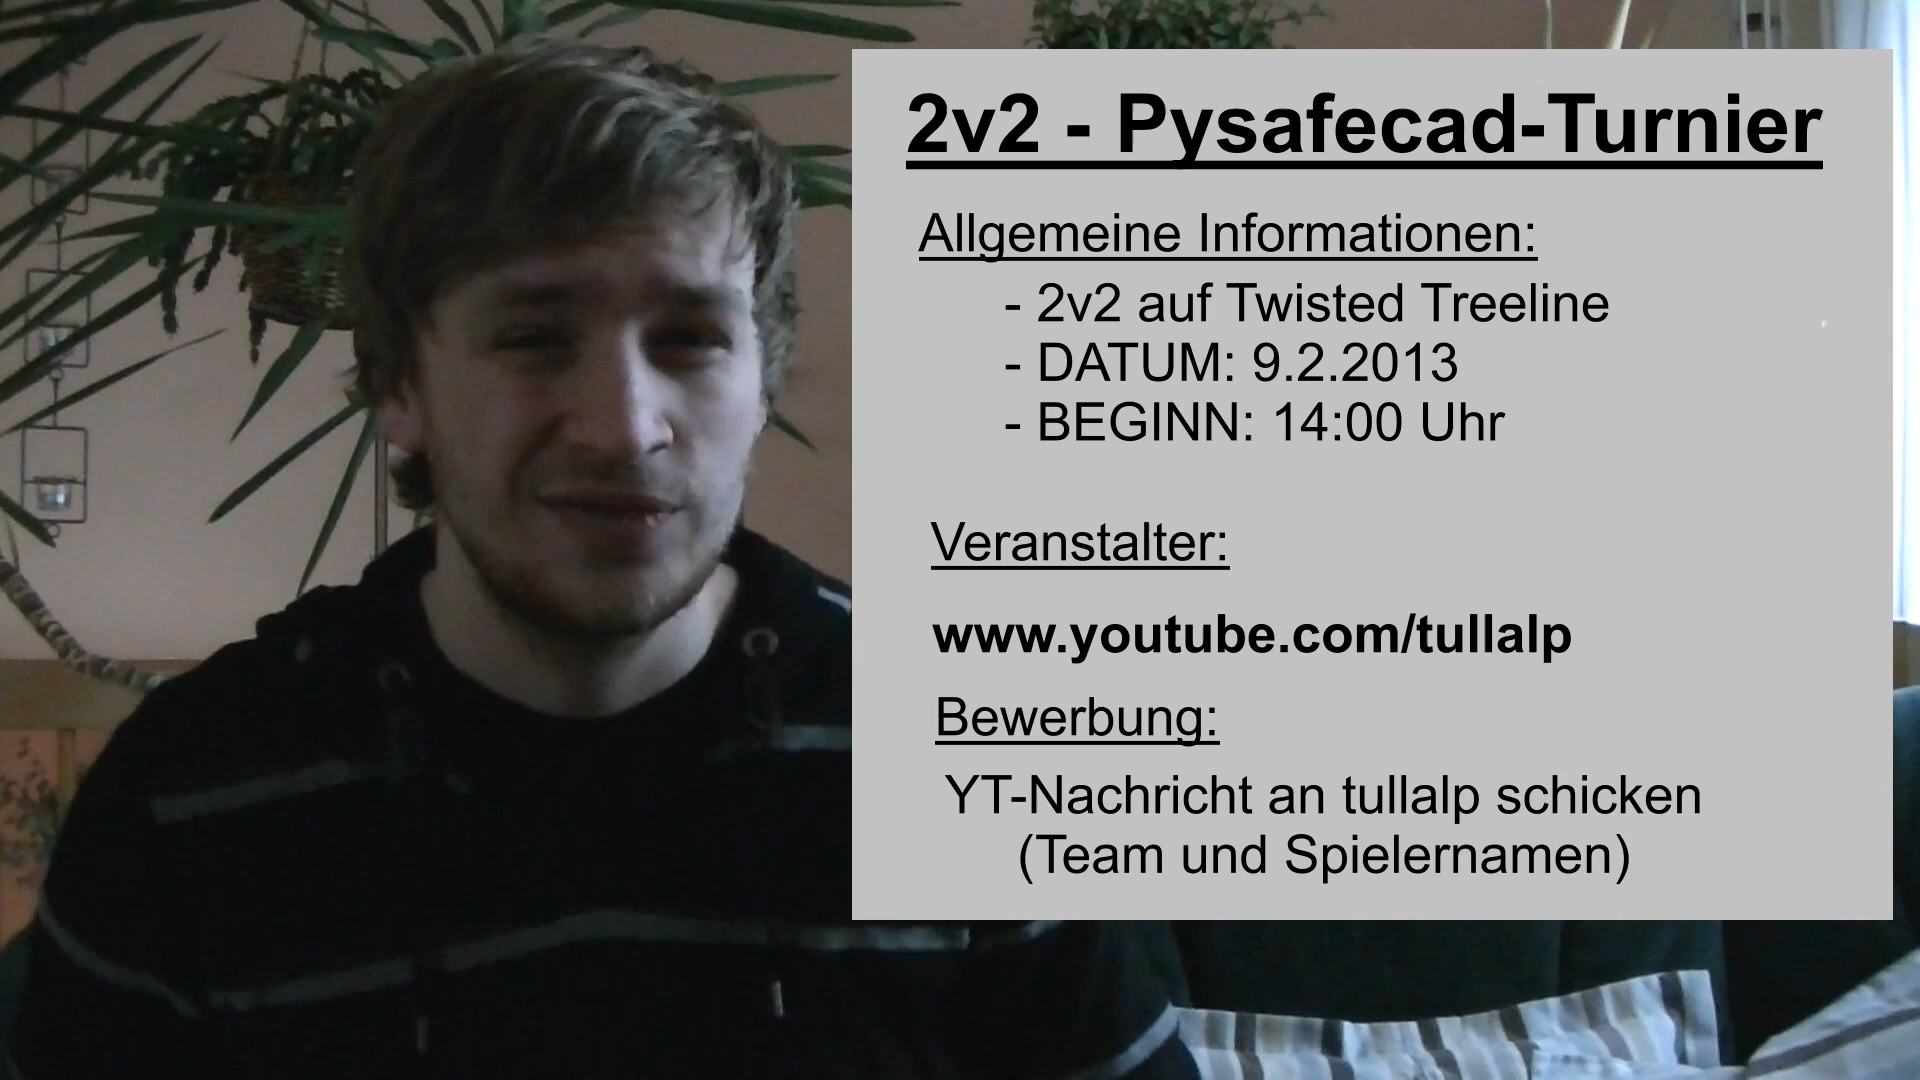 2v2 - Pysafecad-Turnier
Allgemeine Informationen:
- 2v2 auf Twisted Treeline
- DATUM: 9.2.2013
- BEGINN: 14:00 Uhr
Veranstalter:
www.youtube.com/tullalp
Bewerbung:
YT-Nachricht an tullalp schicken
(Team und Spielernamen)